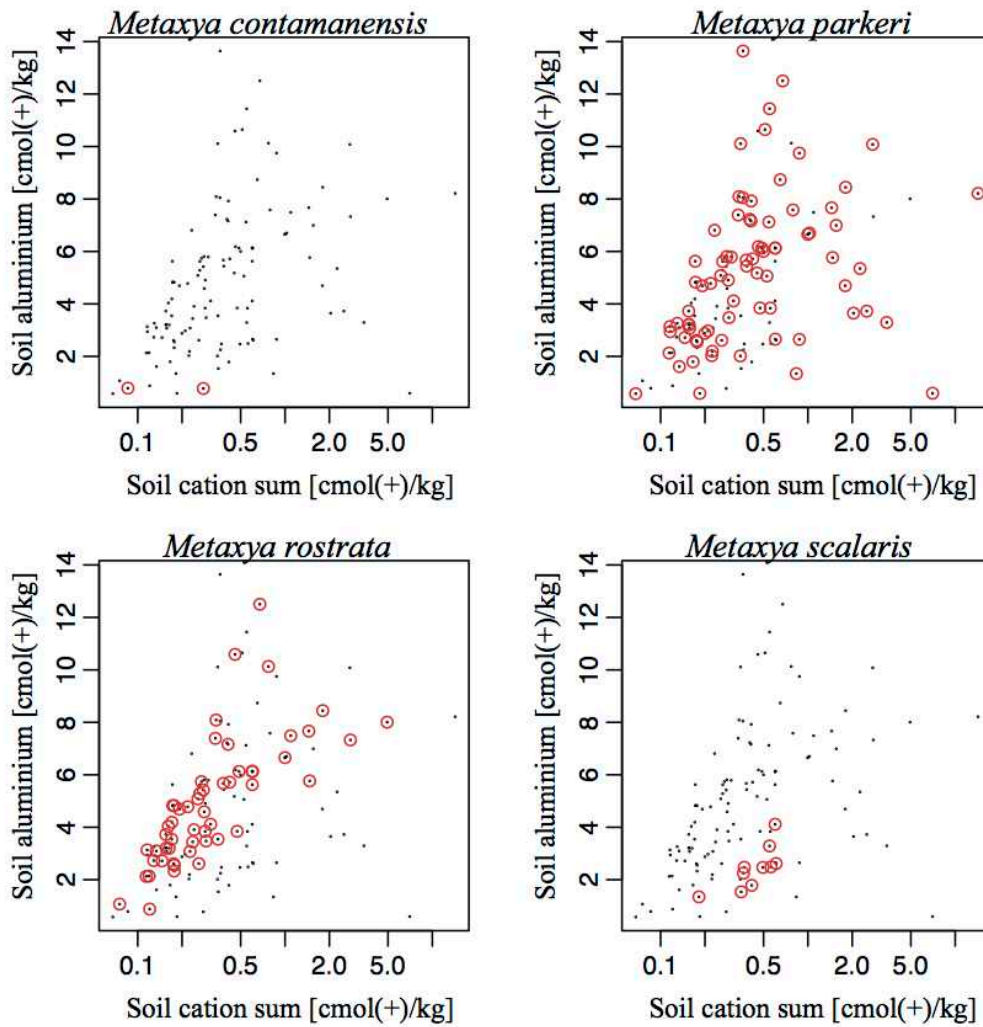 Metaxya contamanensis
Soil aluminium [cmol(+)/kg]
14
12
10
8
6
4
2
0.1 0.5 2.0 5.0
Soil cation sum [cmol(+)/kg]
Metaxya parkeri
Soil aluminium [cmol(+)/kg]
14
12
10
8
6
4
2
0.1 0.5 2.0 5.0
Soil cation sum [cmol(+)/kg]
Metaxya rostrata
Soil aluminium [cmol(+)/kg]
14
12
10
8
6
4
2
0.1 0.5 2.0 5.0
Soil cation sum [cmol(+)/kg]
Metaxya scalaris
Soil aluminium [cmol(+)/kg]
14
12
10
8
6
4
2
0.1 0.5 2.0 5.0
Soil cation sum [cmol(+)/kg]